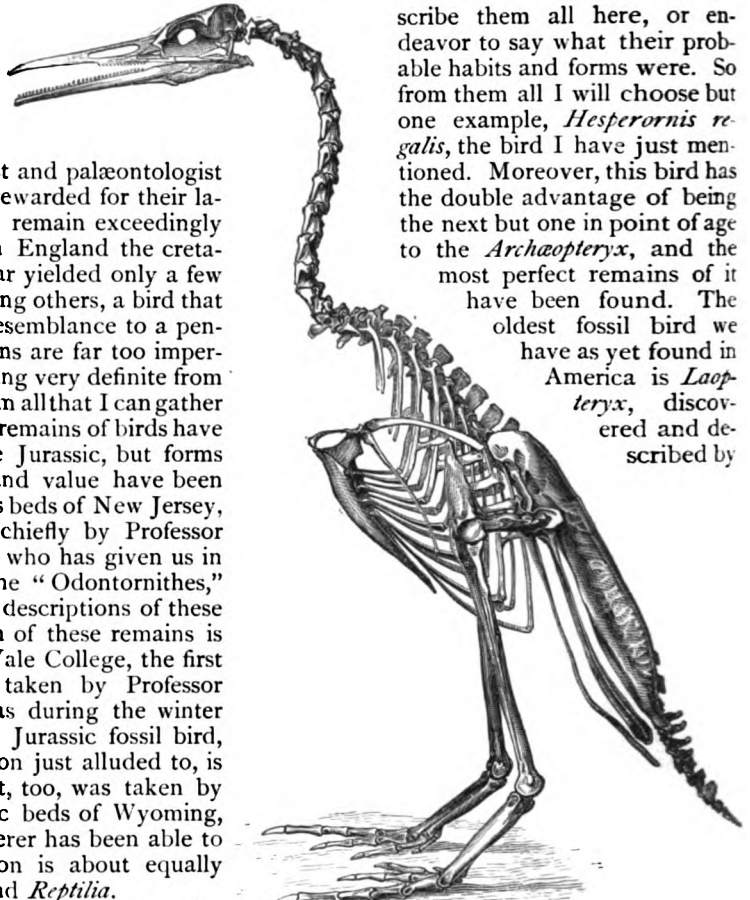 t and palæontologist
ewarded for their la-
remain exceedingly
England the creta-
ar yielded only a few
ng others, a bird that
esemblance to a pen-
ns are far too imper-
ng very definite from
m all that I can gather
remains of birds have
e Jurassic, but forms
nd value have been
s beds of New Jersey,
chiefly by Professor
who has given us in
ne “Odontornithes,”
descriptions of these
n of these remains is
Yale College, the first
taken by Professor
as during the winter
Jurassic fossil bird,
on just alluded to, is
t, too, was taken by
c beds of Wyoming,
erer has been able to
on is about equally
nd Reptilia.
scribe them all here, or en-
deavor to say what their prob-
able habits and forms were. So
from them all I will choose but
one example, Hesperornis re-
galis, the bird I have just men-
tioned. Moreover, this bird has
the double advantage of being
the next but one in point of age
to the Archæopteryx, and the
most perfect remains of it
have been found. The
oldest fossil bird we
have as yet found in
America is Laop-
teryx, discov-
ered and de-
scribed by